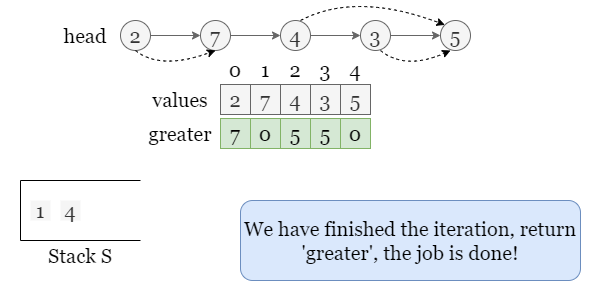 head 2 7 4 3 5
0 1 2 3 4
values 2 7 4 3 5
greater 7 0 5 5 0
1 4
Stack S
We have finished the iteration, return
'greater', the job is done!